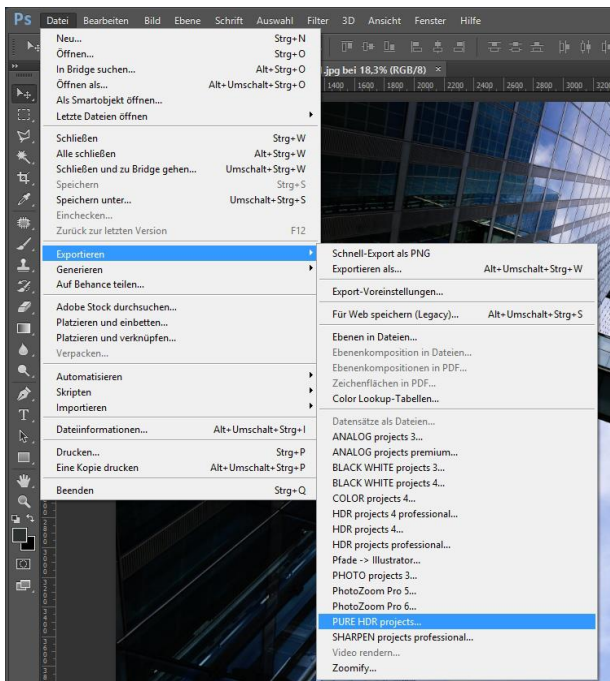 Ps Datei Bearbeiten Bild Ebene Schrift Auswahl Filter 3D Ansicht Fenster Hilfe
.jpg bei 18,3% (RGB/8) ×
1400 1600 1800 2000 2200 2400 2600 2800 3000
Neu... Strg+N
Öffnen... Strg+O
In Bridge suchen... Alt+Strg+O
Öffnen als... Alt+Umschalt+Strg+O
Als Smartobjekt öffnen...
Letzte Dateien öffnen
Schließen Strg+W
Alle schließen Alt+Strg+W
Schließen und zu Bridge gehen... Umschalt+Strg+W
Speichern Strg+S
Speichern unter... Umschalt+Strg+S
Einchecken...
Zurück zur letzten Version F12
Exportieren
Generieren
Auf Behance teilen...
Adobe Stock durchsuchen...
Platzieren und einbetten...
Platzieren und verknüpfen...
Verpacken...
Automatisieren
Skripten
Importieren
Dateiinformationen... Alt+Umschalt+Strg+I
Drucken... Strg+P
Eine Kopie drucken Alt+Umschalt+Strg+P
Beenden Strg+Q
Schnell-Export als PNG
Exportieren als... Alt+Umschalt+Strg+W
Export-Voreinstellungen...
Für Web speichern (Legacy)... Alt+Umschalt+Strg+S
Ebenen in Dateien...
Ebenenkomposition in Dateien...
Ebenenkompositionen in PDF...
Zeichenflächen in PDF...
Color Lookup-Tabellen...
Datensätze als Dateien...
ANALOG projects 3...
ANALOG projects premium...
BLACK WHITE projects 3...
BLACK WHITE projects 4...
COLOR projects 4...
HDR projects 4 professional...
HDR projects 4...
HDR projects professional...
Pfade -> Illustrator...
PHOTO projects 3...
PhotoZoom Pro 5...
PhotoZoom Pro 6...
PURE HDR projects...
SHARPEN projects professional...
Video rendern...
Zoomify...